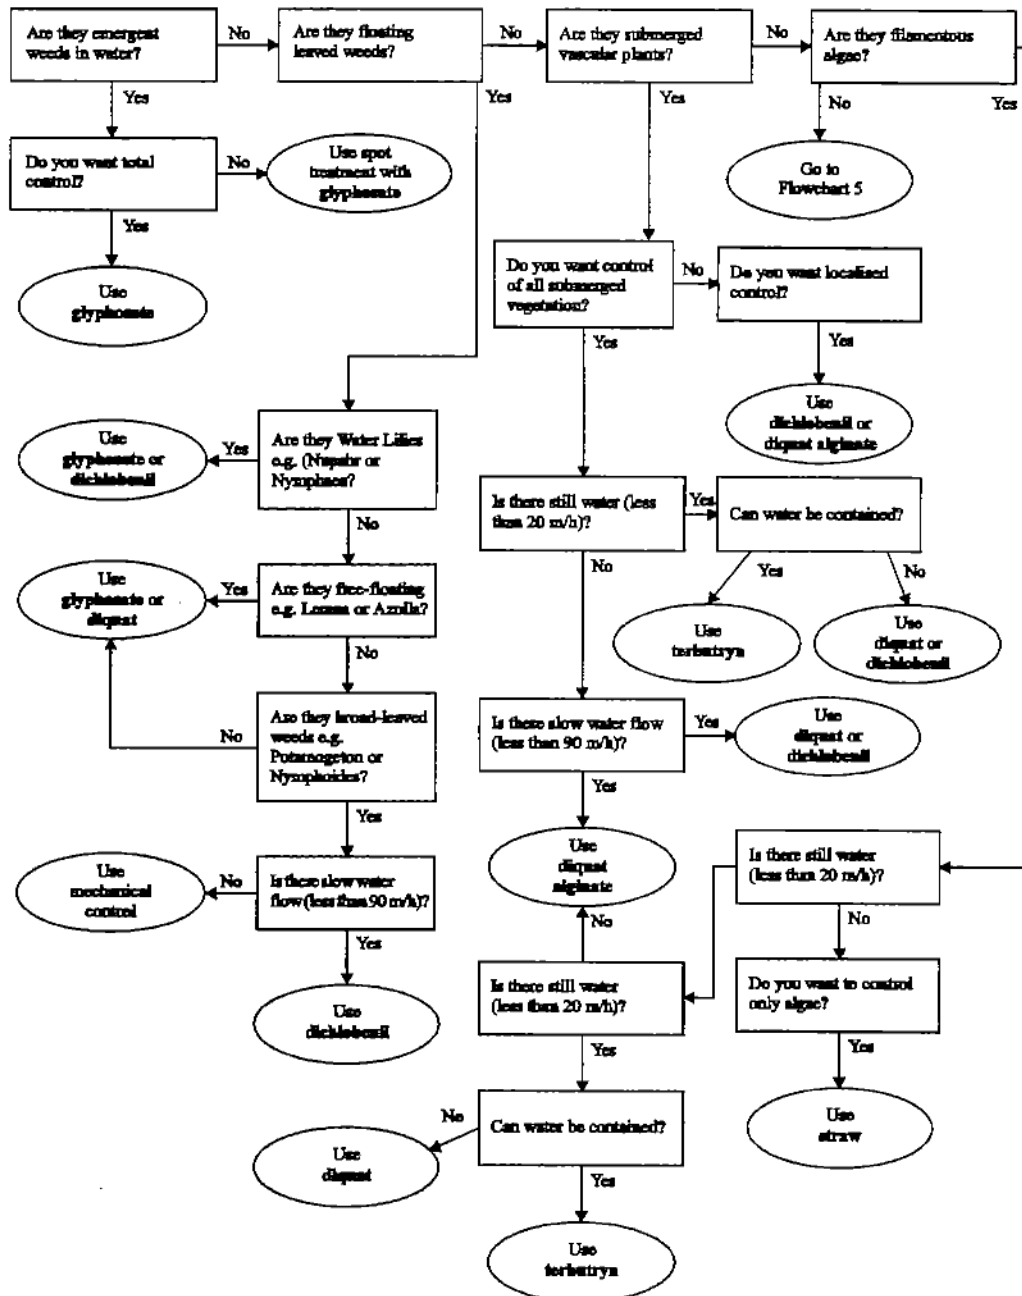 Are they emergent
weeds in water?
No
Are they floating
leaved weeds?
No
Are they submerged
vascular plants?
No
Are they filamentous
algae?
Yes
Yes
Yes
No
Yes
Do you want total
control?
No
Use spot
treatment with
glyphosate
Go to
Flowchart 5
Yes
Use
glyphosate
Do you want control
of all submerged
vegetation?
No
Do you want localised
control?
Yes
Yes
Use
dichlobenil or
diquat alginate
Use
glyphosate or
dichlobenil
Yes
Are they Water Lilies
e.g. (Nupahr or
Nymphaea?
No
Is there still water (less
than 20 m/h)?
Yes
Can water be contained?
No
Yes
No
Use
terbutryn
Use
diquat or
dichlobenil
Use
glyphosate or
diquat
Yes
Are they free-floating
e.g. Lemna or Azolla?
No
No
Are they broad-leaved
weeds e.g.
Potamogeton or
Nymphoides?
Yes
Is there slow water flow
(less than 90 m/h)?
Yes
Use
diquat or
dichlobenil
Yes
Use
diquat
alginate
Use
mechanical
control
No
Is there slow water
flow (less than 90 m/h)?
Yes
Use
dichlobenil
Is there still water
(less than 20 m/h)?
No
No
Is there still water
(less than 20 m/h)?
Do you want to control
only algae?
Yes
Yes
Use
straw
Can water be contained?
No
Use
diquat
Yes
Use
terbutryn